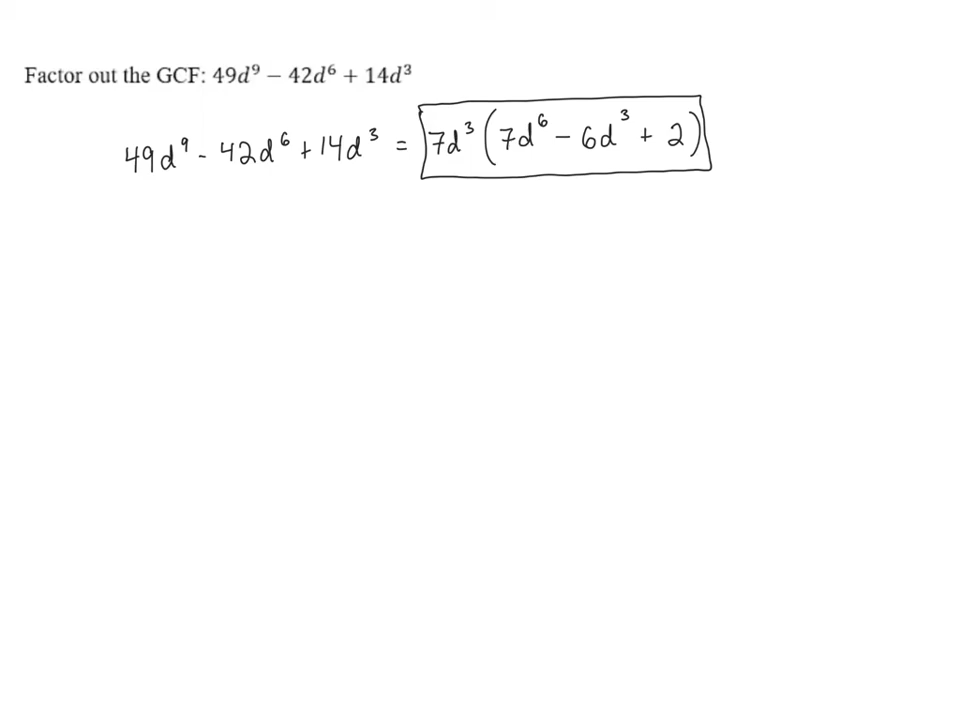 Factor out the GCF: 49d⁹ − 42d⁶ + 14d³
49d⁹ - 42d⁶ + 14d³ = 7d³ (7d⁶ − 6d³ + 2)